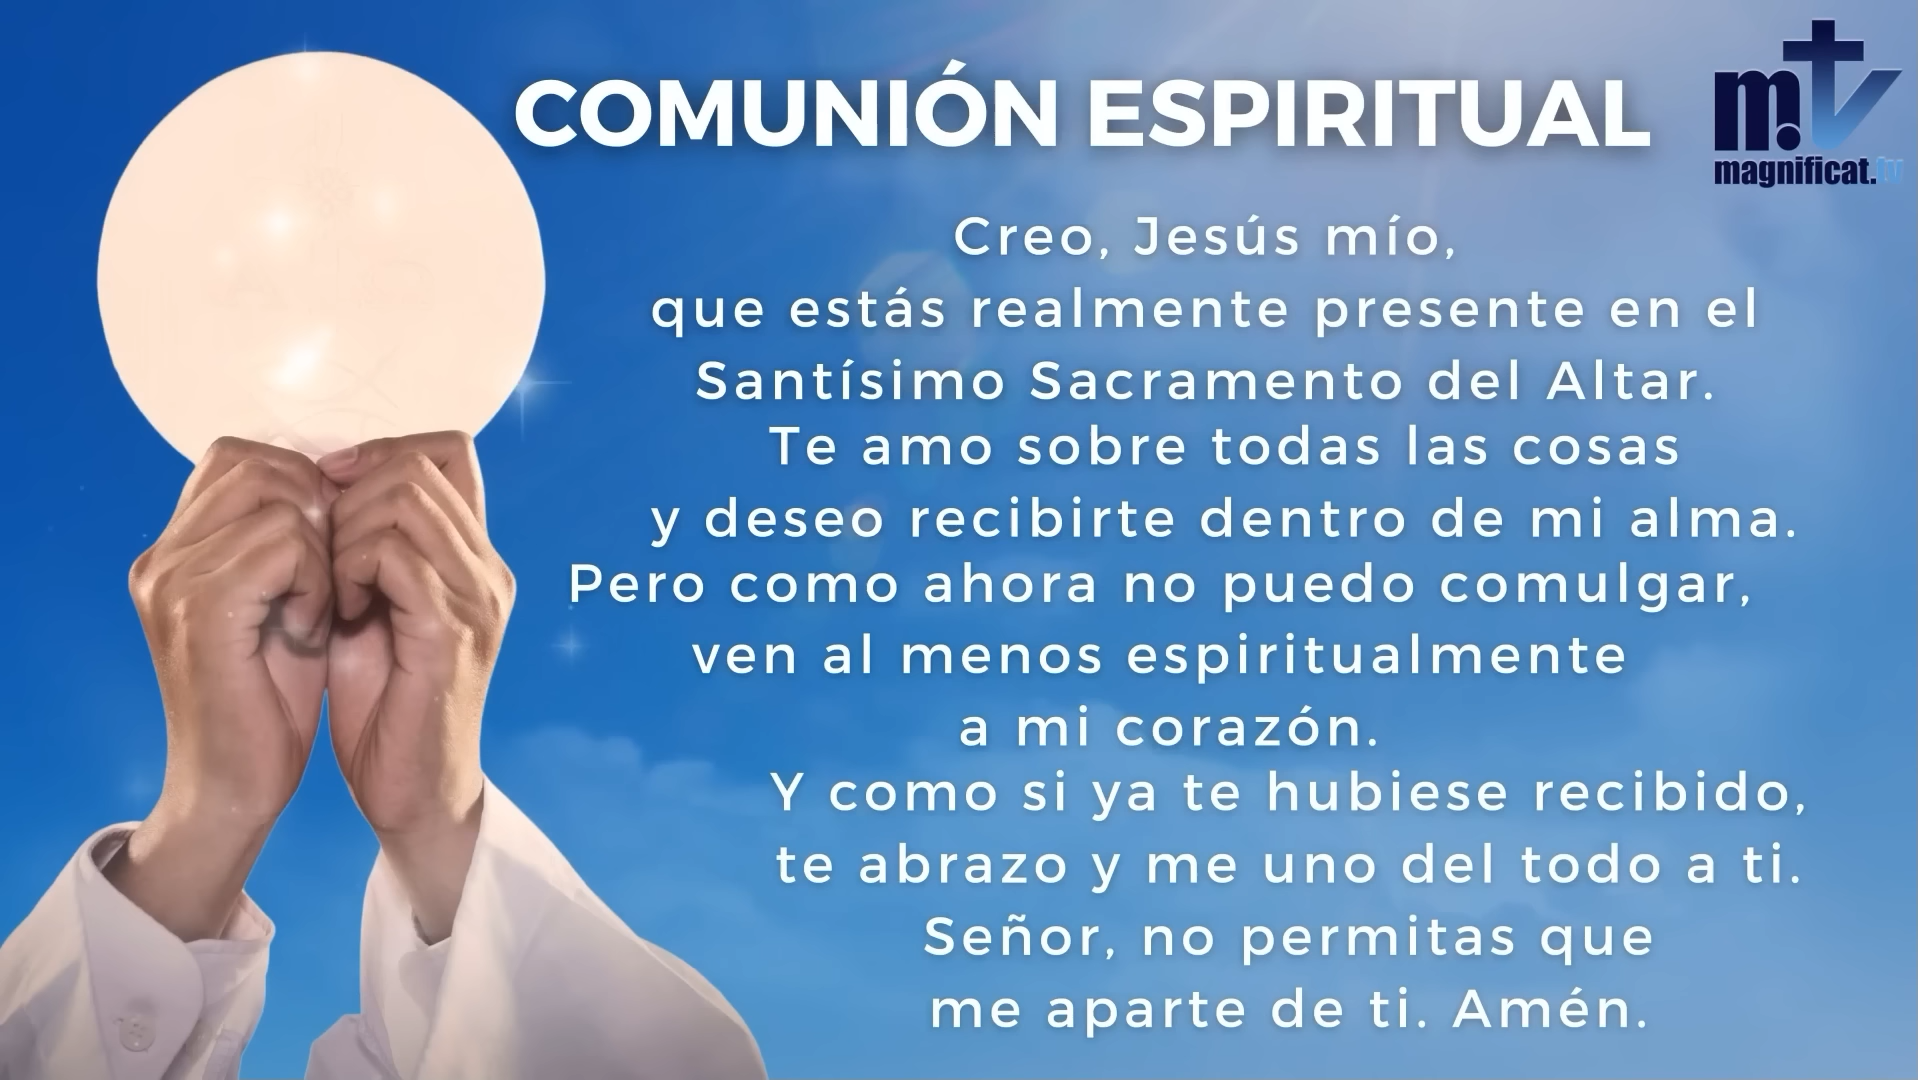 COMUNIÓN ESPIRITUAL
m.tv
magnificat.tv
Creo, Jesús mío,
que estás realmente presente en el
Santísimo Sacramento del Altar.
Te amo sobre todas las cosas
y deseo recibirte dentro de mi alma.
Pero como ahora no puedo comulgar,
ven al menos espiritualmente
a mi corazón.
Y como si ya te hubiese recibido,
te abrazo y me uno del todo a ti.
Señor, no permitas que
me aparte de ti. Amén.